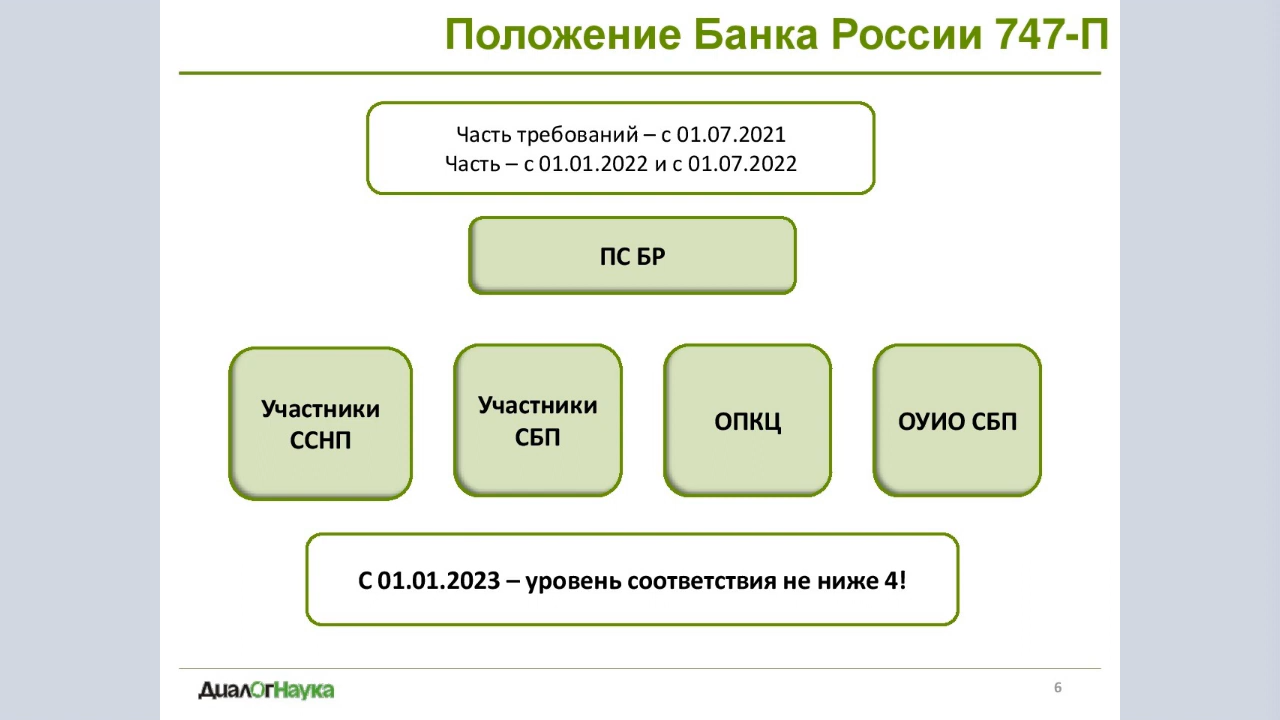 Положение Банка России 747-П
Часть требований – с 01.07.2021
Часть – с 01.01.2022 и с 01.07.2022
ПС БР
Участники
ССНП
Участники
СБП
ОПКЦ
ОУИО СБП
С 01.01.2023 – уровень соответствия не ниже 4!
ДиалОгНаука
6